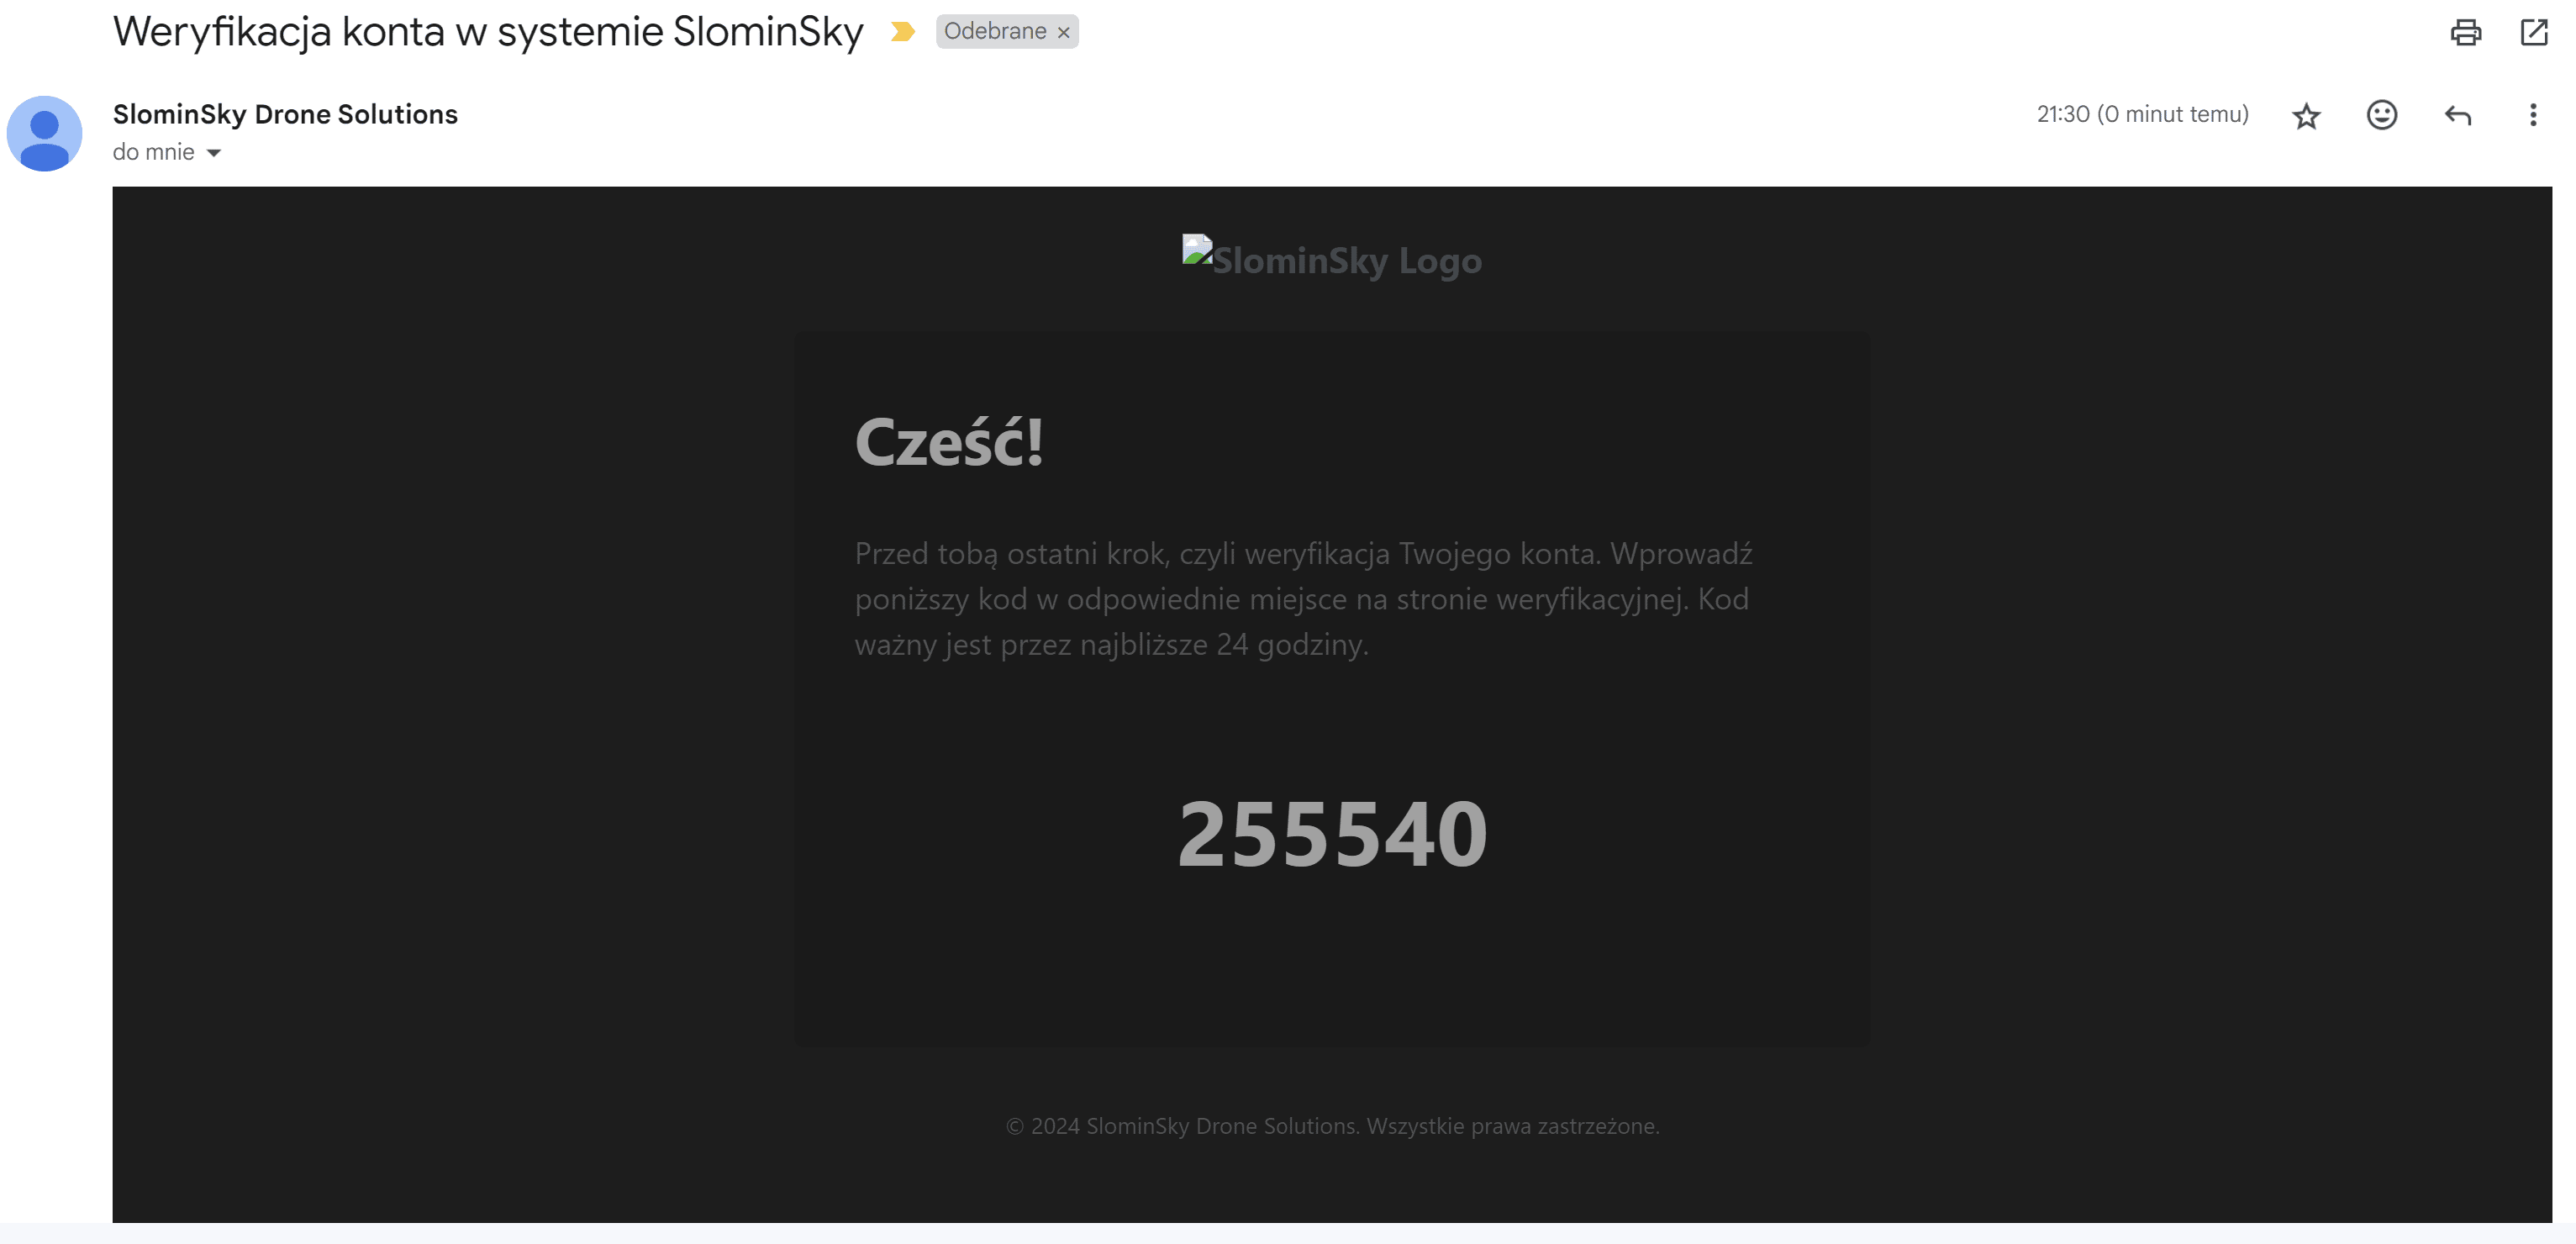 Weryfikacja konta w systemie SlominSky Odebrane ×
SlominSky Drone Solutions 21:30 (0 minut temu)
do mnie
SlominSky Logo
Cześć!
Przed tobą ostatni krok, czyli weryfikacja Twojego konta. Wprowadź
poniższy kod w odpowiednie miejsce na stronie weryfikacyjnej. Kod
ważny jest przez najbliższe 24 godziny.
255540
© 2024 SlominSky Drone Solutions. Wszystkie prawa zastrzeżone.